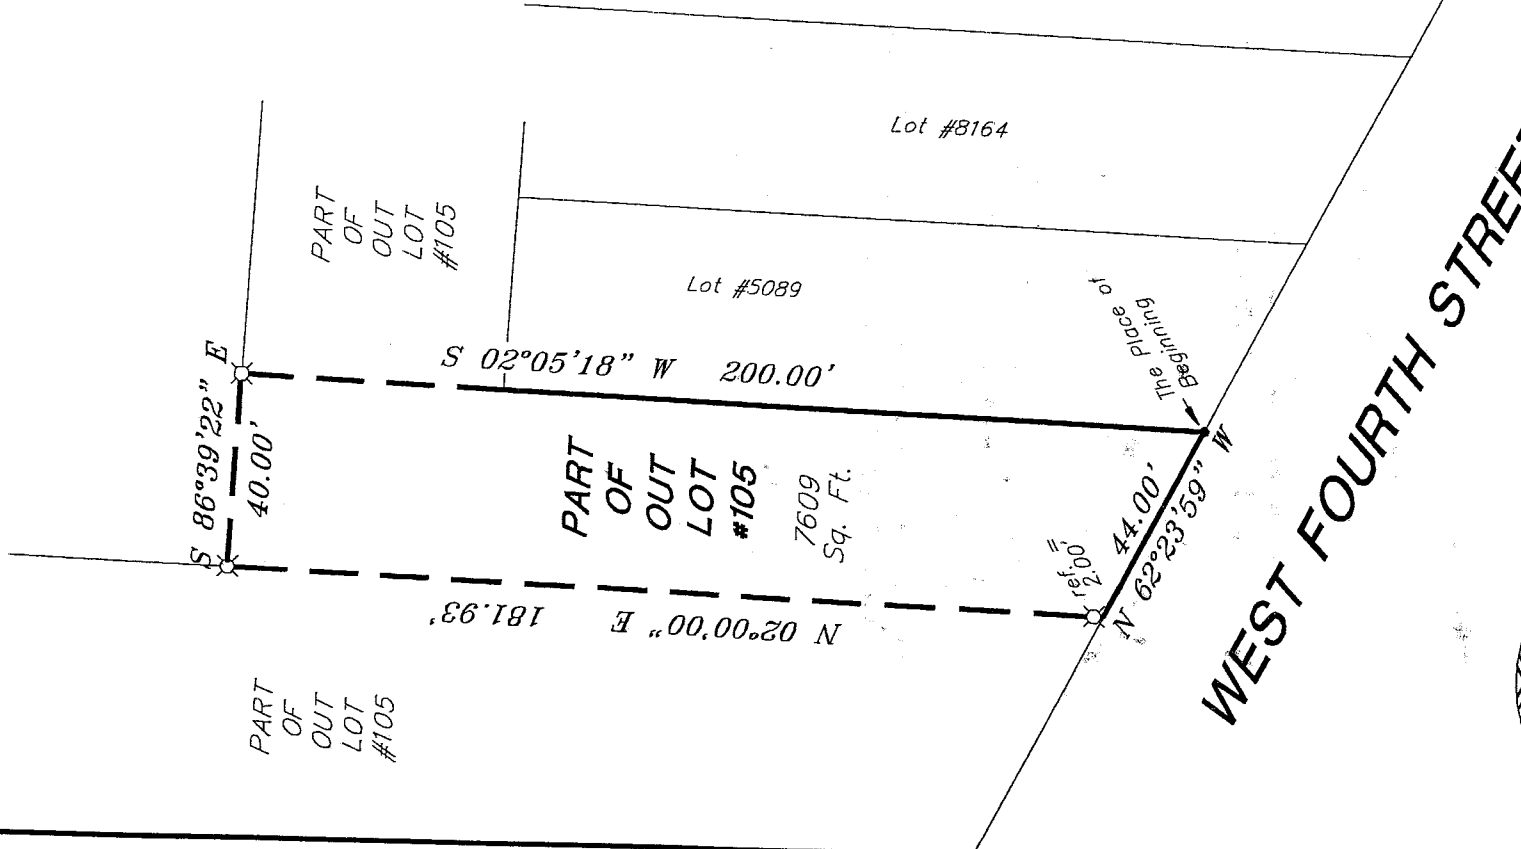 Lot #8164
PART
OF
OUT
LOT
#105
Lot #5089
The Place of
Beginning
S 02°05'18" W 200.00'
S 86°39'22" E
40.00'
PART
OF
OUT
LOT
#105
7609
Sq. Ft.
44.00'
N 62°23'59" W
ref.=
2.00'
N 02°00'00" E 181.93'
PART
OF
OUT
LOT
#105
WEST FOURTH STREET